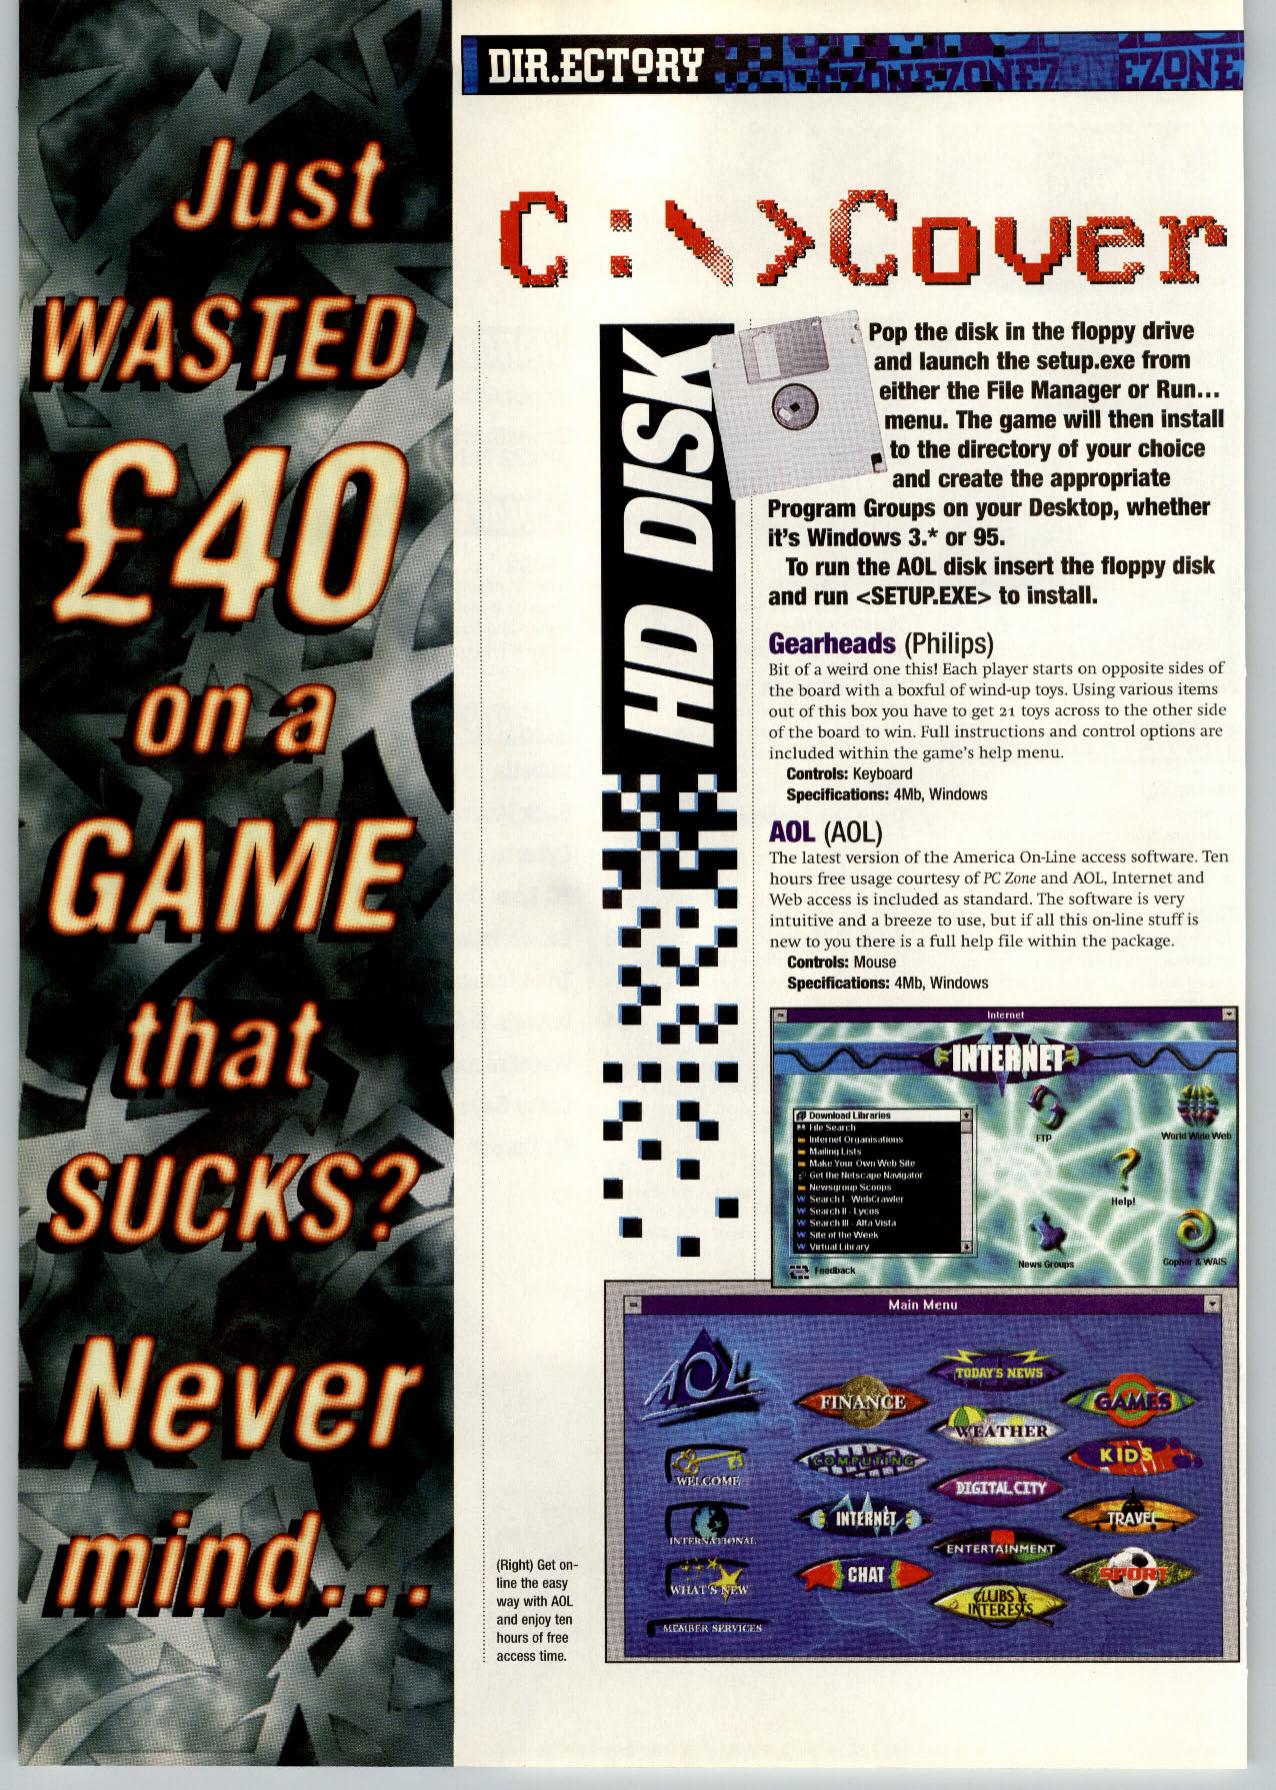 Just
WASTED
£40
on a
GAME
that
SUCKS?
Never
mind...
DIR.ECTORY
C:\>Cover
HD DISK
Pop the disk in the floppy drive
and launch the setup.exe from
either the File Manager or Run...
menu. The game will then install
to the directory of your choice
and create the appropriate
Program Groups on your Desktop, whether
it's Windows 3.* or 95.
To run the AOL disk insert the floppy disk
and run <SETUP.EXE> to install.
Gearheads (Philips)
Bit of a weird one this! Each player starts on opposite sides of
the board with a boxful of wind-up toys. Using various items
out of this box you have to get 21 toys across to the other side
of the board to win. Full instructions and control options are
included within the game's help menu.
Controls: Keyboard
Specifications: 4Mb, Windows
AOL (AOL)
The latest version of the America On-Line access software. Ten
hours free usage courtesy of PC Zone and AOL, Internet and
Web access is included as standard. The software is very
intuitive and a breeze to use, but if all this on-line stuff is
new to you there is a full help file within the package.
Controls: Mouse
Specifications: 4Mb, Windows
Internet
INTERNET
Download Libraries
File Search
Internet Organisations
Mailing Lists
Make Your Own Web Site
Get the Netscape Navigator
Newsgroup Scoops
W Search I - WebCrawler
W Search II - Lycos
W Search III - Alta Vista
W Site of the Week
W Virtual Library
Feedback
FTP
World Wide Web
Help!
News Groups
Gopher & WAIS
Main Menu
AOL
WELCOME
INTERNATIONAL
WHAT'S NEW
MEMBER SERVICES
FINANCE
COMPUTING
INTERNET
CHAT
TODAY'S NEWS
WEATHER
DIGITAL CITY
ENTERTAINMENT
CLUBS &
INTERESTS
GAMES
KIDS
TRAVEL
SPORT
(Right) Get on-
line the easy
way with AOL
and enjoy ten
hours of free
access time.